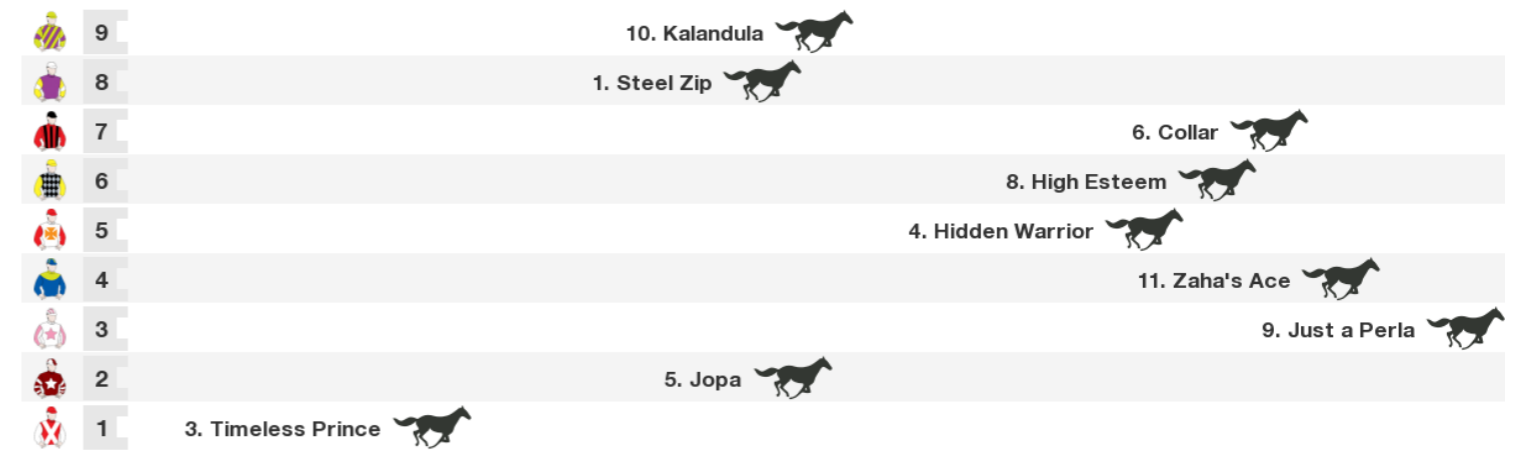 9 10. Kalandula
8 1. Steel Zip
7 6. Collar
6 8. High Esteem
5 4. Hidden Warrior
4 11. Zaha's Ace
3 9. Just a Perla
2 5. Jopa
1 3. Timeless Prince